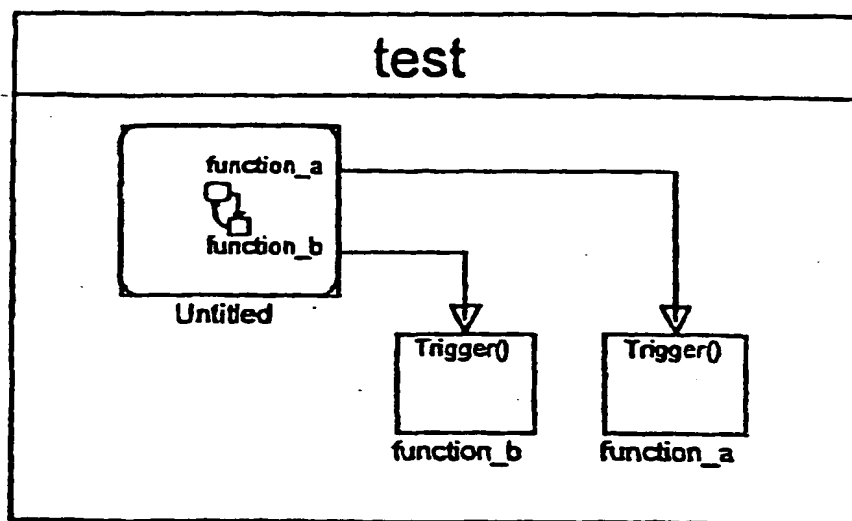 test
function_a
function_b
Untitled
Trigger()
Trigger()
function_b
function_a